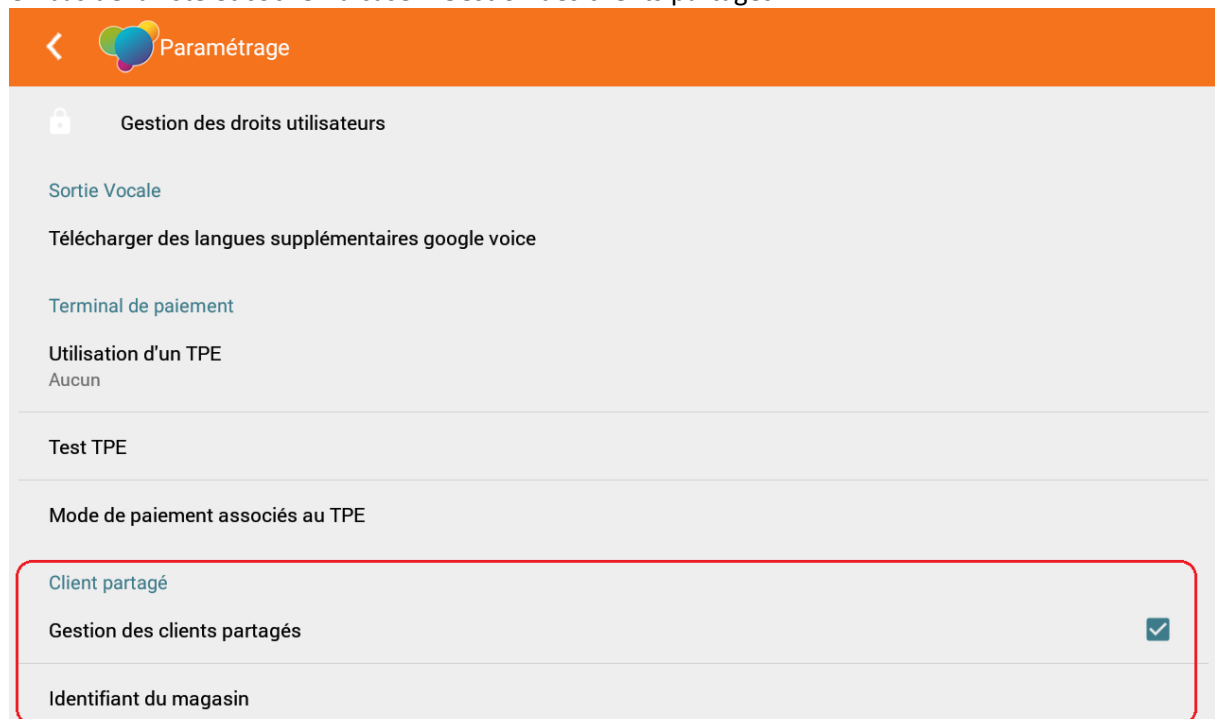 Paramétrage
Gestion des droits utilisateurs
Sortie Vocale
Télécharger des langues supplémentaires google voice
Terminal de paiement
Utilisation d'un TPE
Aucun
Test TPE
Mode de paiement associés au TPE
Client partagé
Gestion des clients partagés
Identifiant du magasin